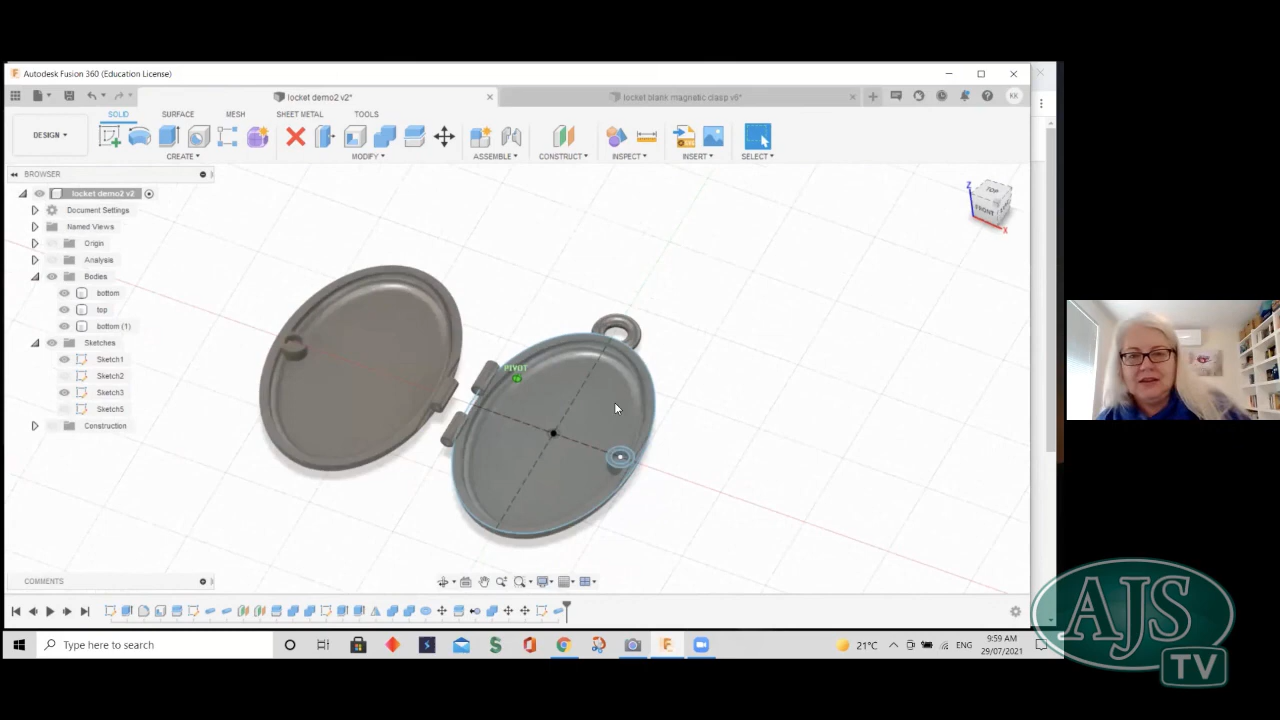 Autodesk Fusion 360 (Education License)
locket demo2 v2*
locket blank magnetic clasp v6*
KK
SOLID SURFACE MESH SHEET METAL TOOLS
DESIGN
CREATE MODIFY ASSEMBLE CONSTRUCT INSPECT INSERT SELECT
BROWSER
locket demo2 v2
Document Settings
Named Views
Origin
Analysis
Bodies
bottom
top
bottom (1)
Sketches
Sketch1
Sketch2
Sketch3
Sketch5
Construction
Z
TOP
FRONT
X
PIVOT
COMMENTS
Type here to search
21°C
ENG
9:59 AM
29/07/2021
AJS
TV